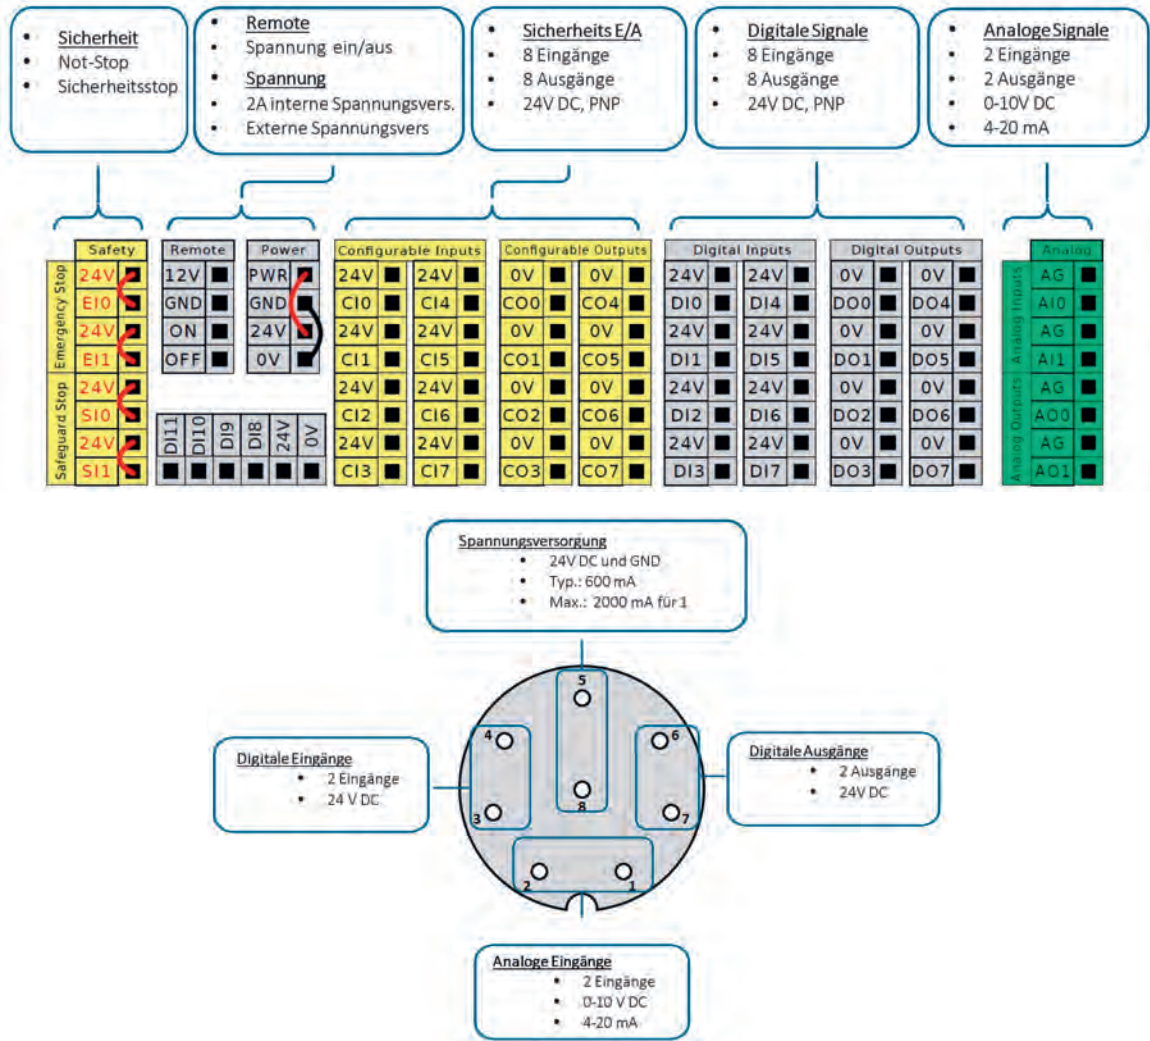 Sicherheit
Not-Stop
Sicherheitsstop
Remote
Spannung ein/aus
Spannung
2A interne Spannungsvers.
Externe Spannungsvers
Sicherheits E/A
8 Eingänge
8 Ausgänge
24V DC, PNP
Digitale Signale
8 Eingänge
8 Ausgänge
24V DC, PNP
Analoge Signale
2 Eingänge
2 Ausgänge
0-10V DC
4-20 mA
Safety
Emergency Stop
24V
EI0
24V
EI1
Safeguard Stop
24V
SI0
24V
SI1
Remote
12V
GND
ON
OFF
Power
PWR
GND
24V
0V
DI11 DI10 DI9 DI8 24V 0V
Configurable Inputs
24V 24V
CI0 CI4
24V 24V
CI1 CI5
24V 24V
CI2 CI6
24V 24V
CI3 CI7
Configurable Outputs
0V 0V
CO0 CO4
0V 0V
CO1 CO5
0V 0V
CO2 CO6
0V 0V
CO3 CO7
Digital Inputs
24V 24V
DI0 DI4
24V 24V
DI1 DI5
24V 24V
DI2 DI6
24V 24V
DI3 DI7
Digital Outputs
0V 0V
DO0 DO4
0V 0V
DO1 DO5
0V 0V
DO2 DO6
0V 0V
DO3 DO7
Analog
Analog Inputs
AG
AI0
AG
AI1
Analog Outputs
AG
AO0
AG
AO1
Spannungsversorgung
24V DC und GND
Typ.: 600 mA
Max.: 2000 mA für 1
Digitale Eingänge
2 Eingänge
24 V DC
5
4
6
8
3
7
2
1
Digitale Ausgänge
2 Ausgänge
24V DC
Analoge Eingänge
2 Eingänge
0-10 V DC
4-20 mA